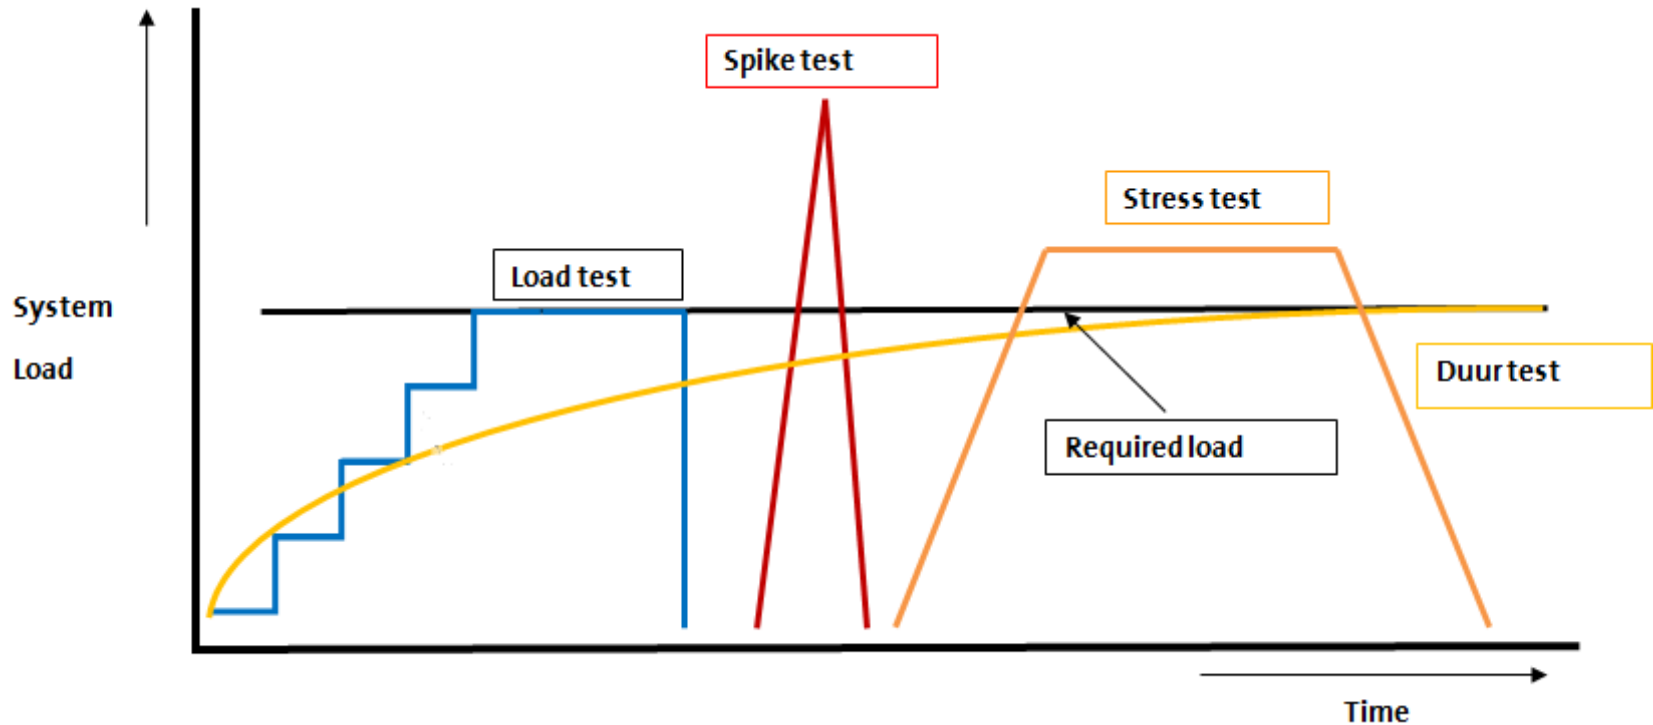 Spike test
Stress test
Load test
System
Load
Duur test
Required load
Time